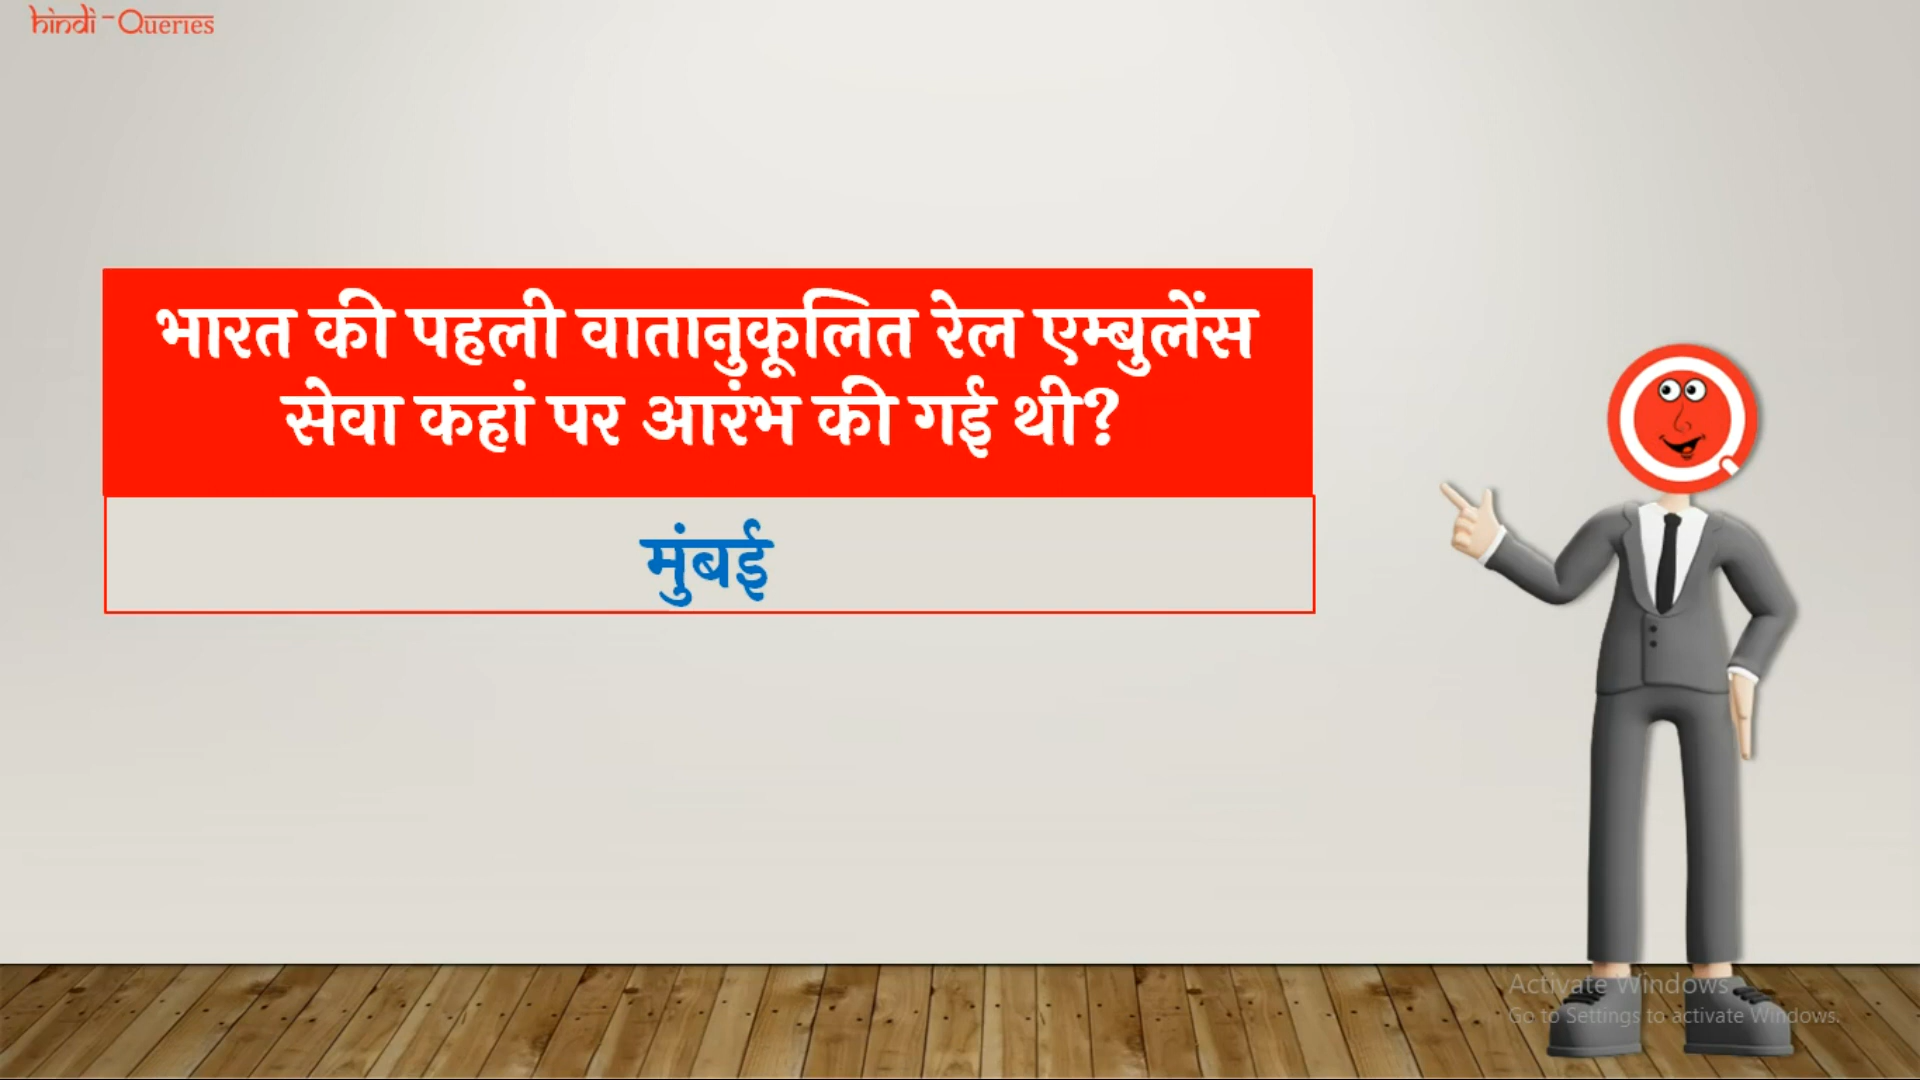 hindi-Queries
भारत की पहली वातानुकूलित रेल एम्बुलेंस
सेवा कहां पर आरंभ की गई थी?
मुंबई
Activate Windows
Go to Settings to activate Windows.